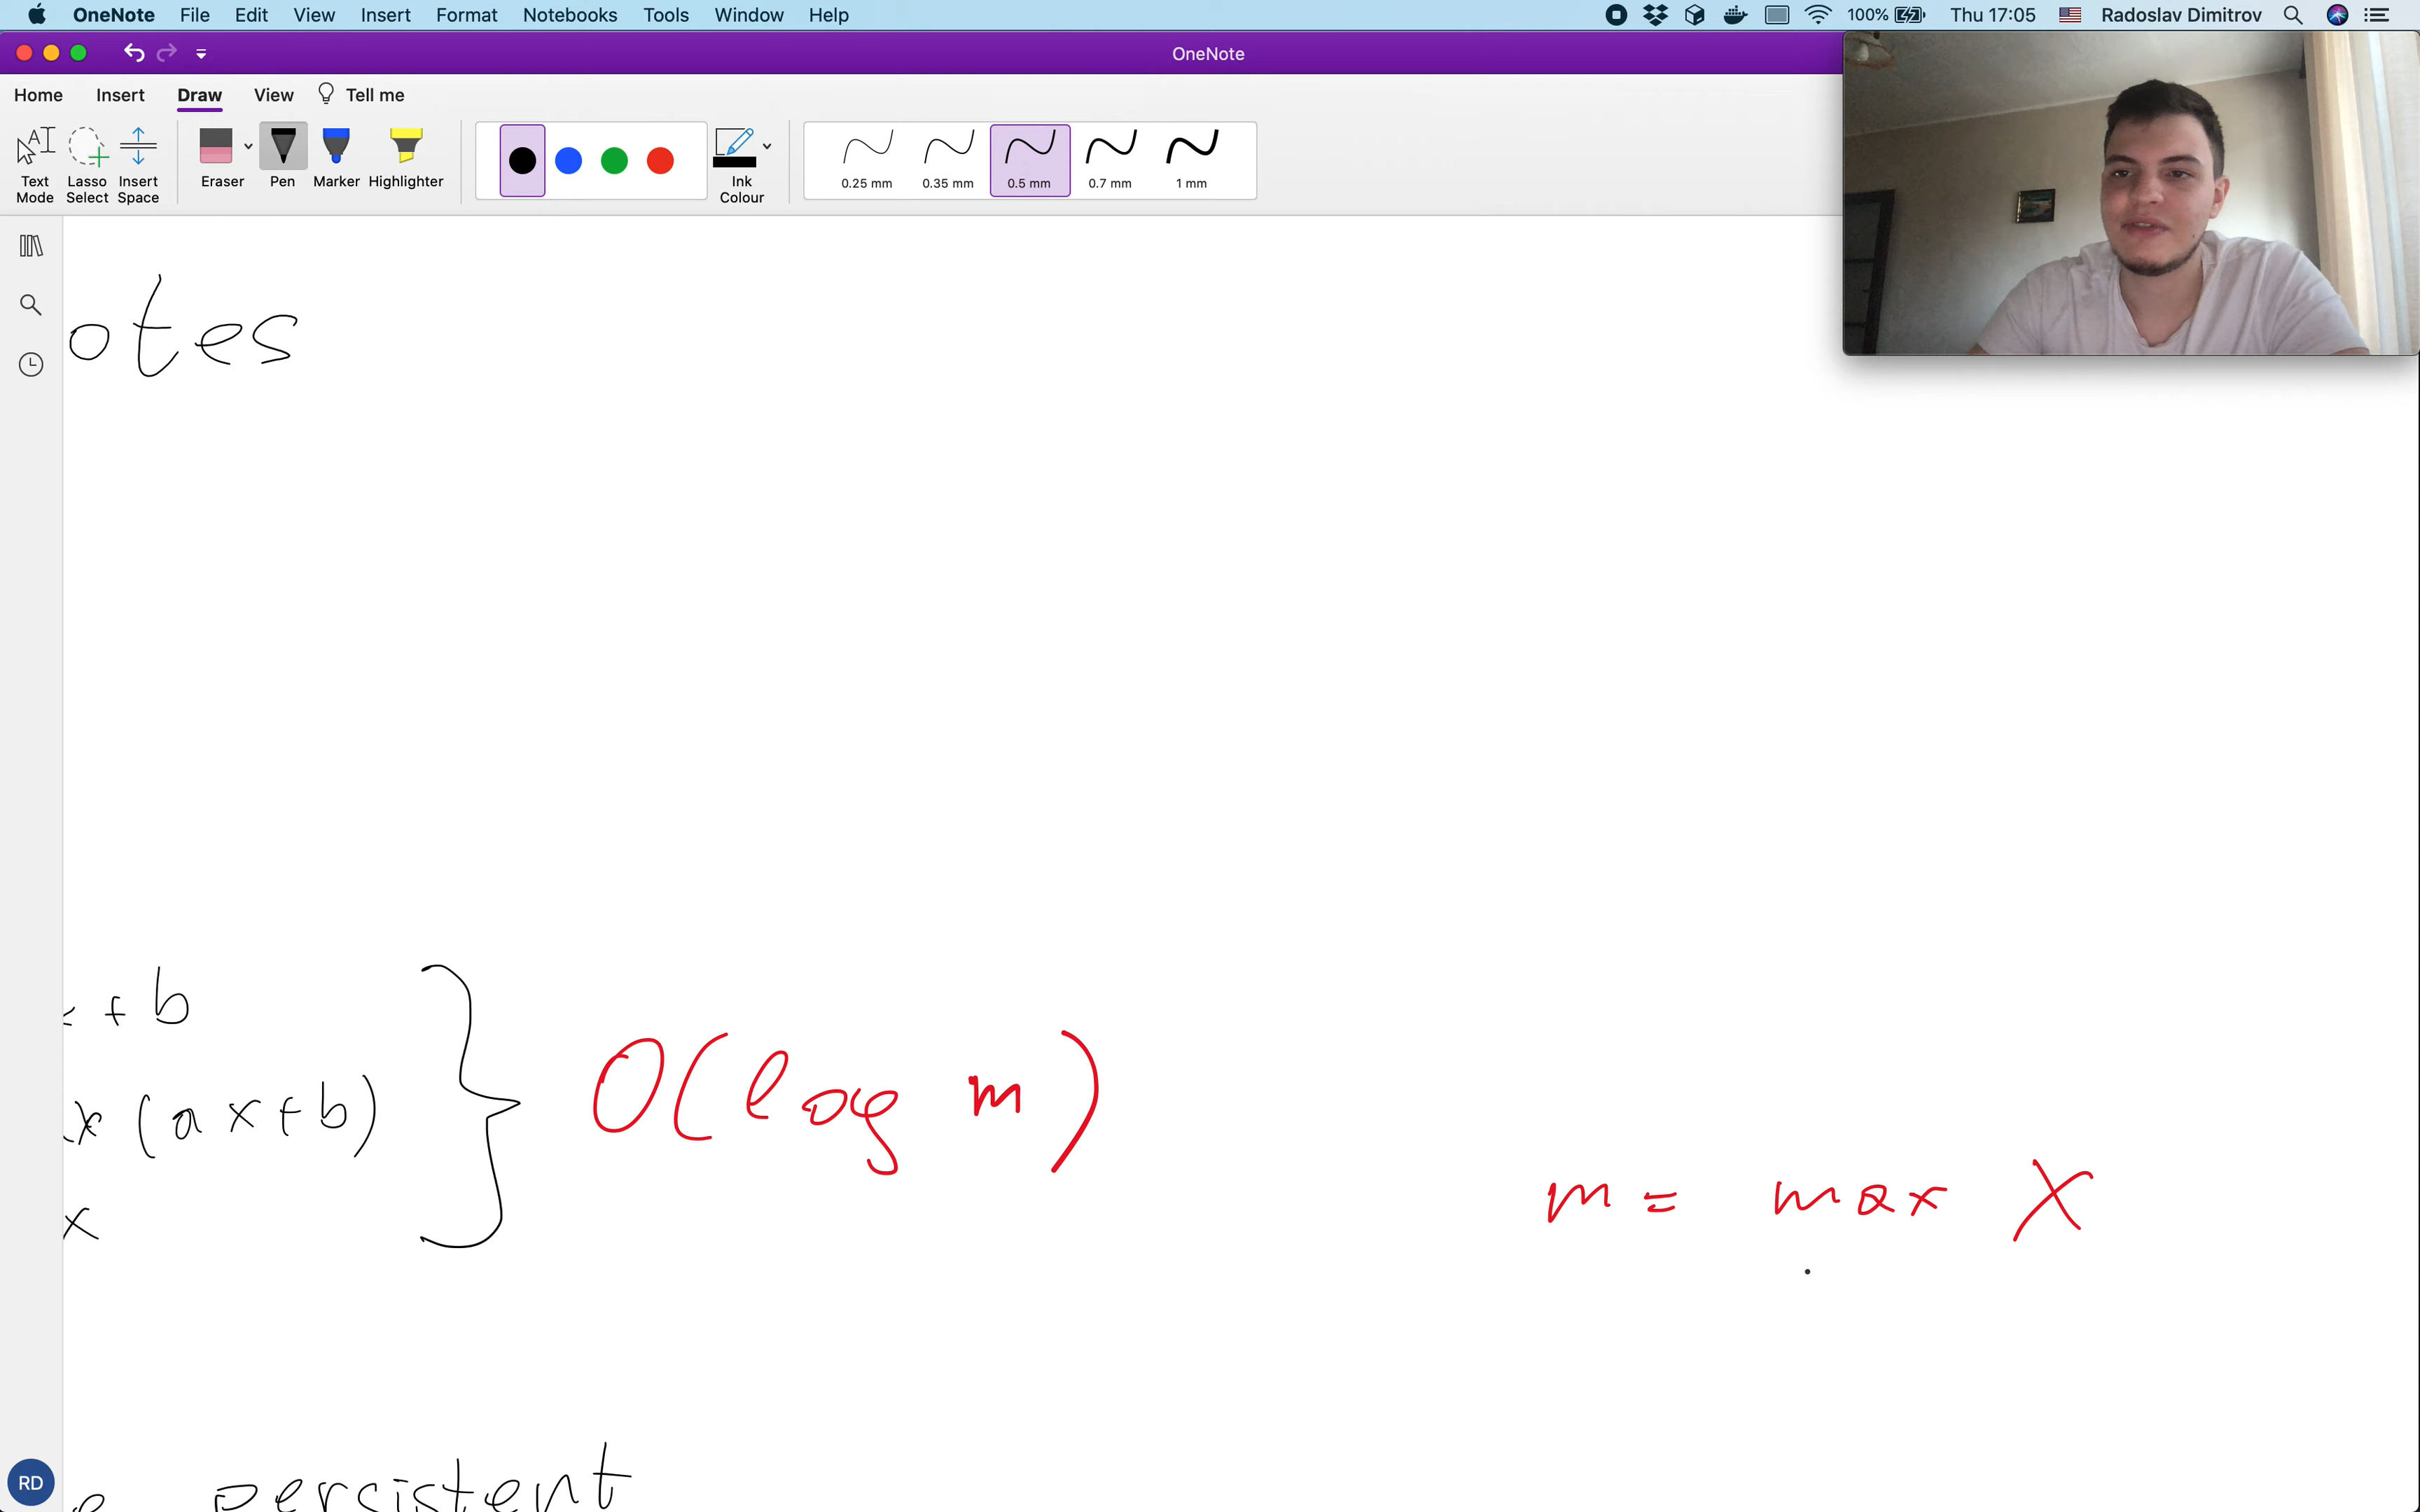 OneNote File Edit View Insert Format Notebooks Tools Window Help 100% Thu 17:05 Radoslav Dimitrov
OneNote
Home Insert Draw View Tell me
Text Mode Lasso Select Insert Space Eraser Pen Marker Highlighter Ink Colour 0.25 mm 0.35 mm 0.5 mm 0.7 mm 1 mm
otes
+ b
O(log m)
x (ax+b)
m = max X
x
RD
e persistent